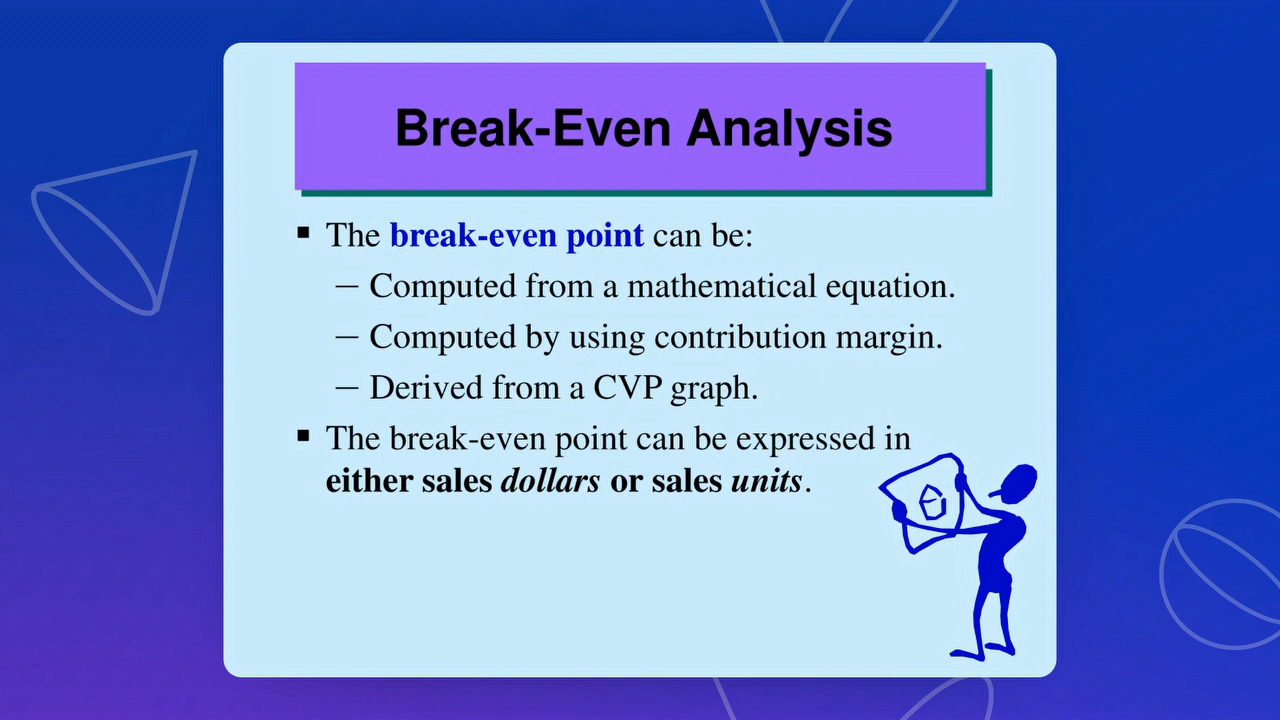 Break-Even Analysis
▪ The break-even point can be:
– Computed from a mathematical equation.
– Computed by using contribution margin.
– Derived from a CVP graph.
▪ The break-even point can be expressed in
either sales dollars or sales units.